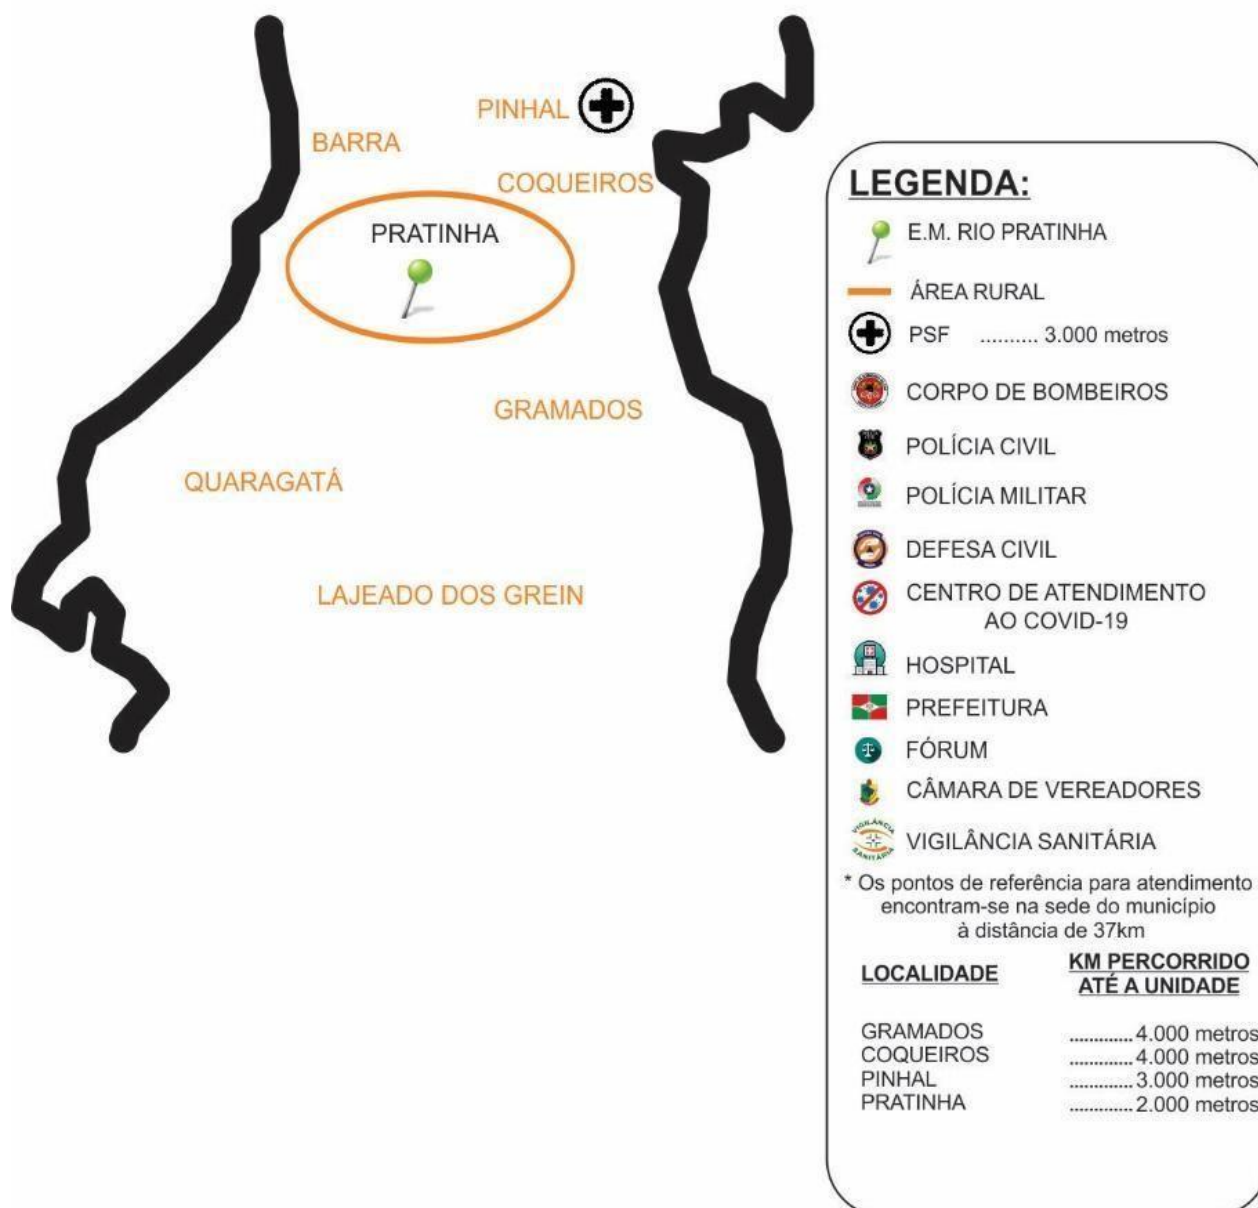 PINHAL
BARRA
COQUEIROS
PRATINHA
GRAMADOS
QUARAGATÁ
LAJEADO DOS GREIN
LEGENDA:
E.M. RIO PRATINHA
ÁREA RURAL
PSF .......... 3.000 metros
CORPO DE BOMBEIROS
POLÍCIA CIVIL
POLÍCIA MILITAR
DEFESA CIVIL
CENTRO DE ATENDIMENTO
AO COVID-19
HOSPITAL
PREFEITURA
FÓRUM
CÂMARA DE VEREADORES
VIGILÂNCIA
SANITÁRIA
VIGILÂNCIA SANITÁRIA
* Os pontos de referência para atendimento
encontram-se na sede do município
à distância de 37km
LOCALIDADE
KM PERCORRIDO
ATÉ A UNIDADE
GRAMADOS .............4.000 metros
COQUEIROS .............4.000 metros
PINHAL .............3.000 metros
PRATINHA .............2.000 metros